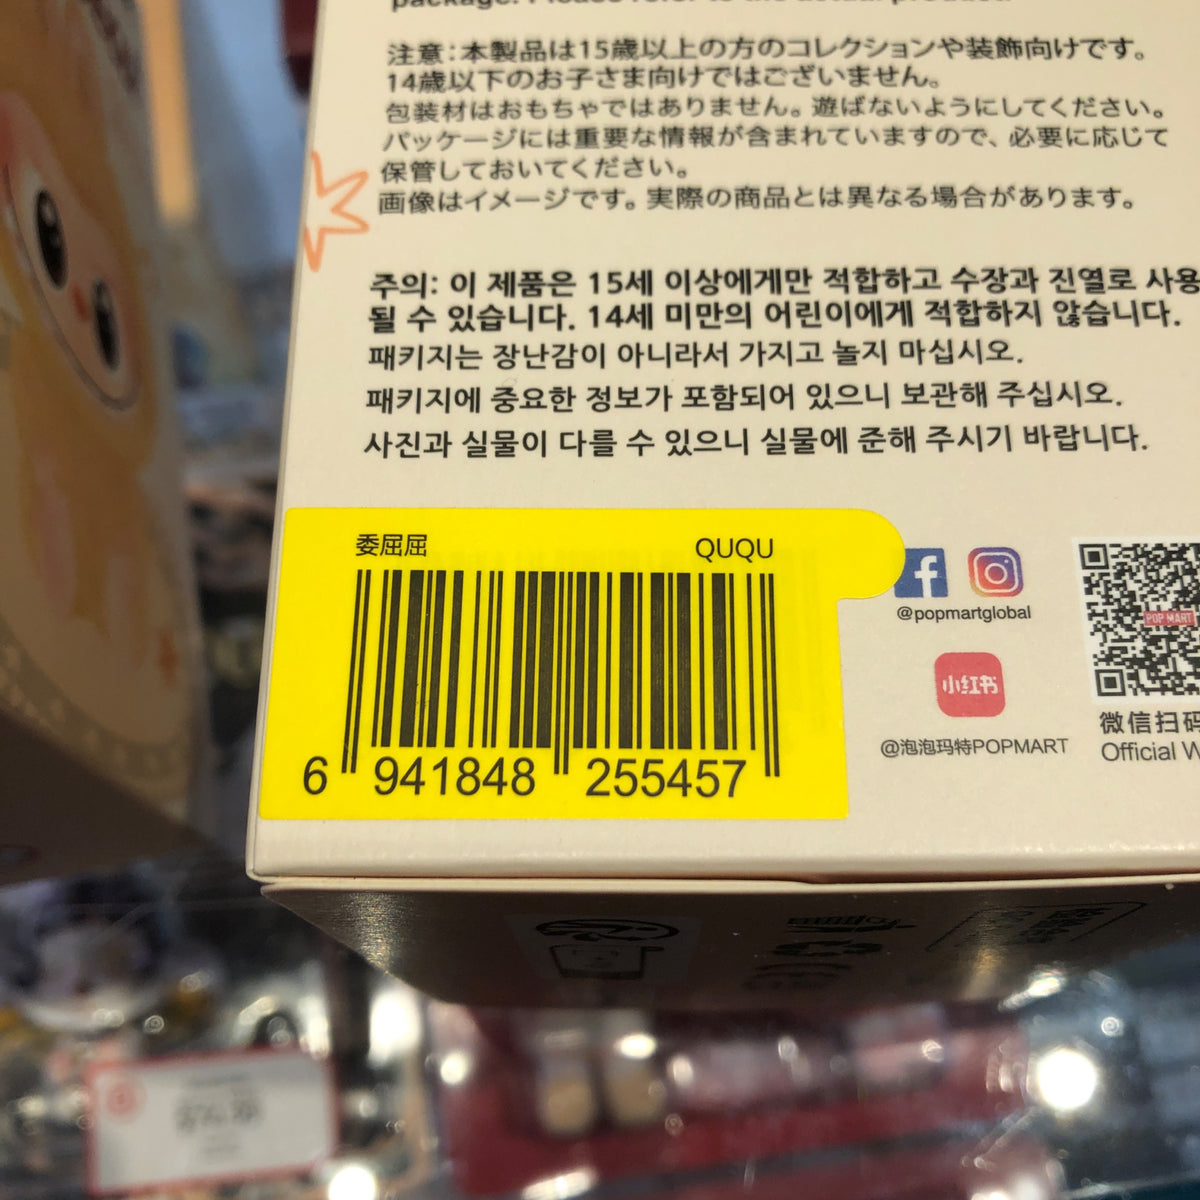 package. Please refer to the actual product.
注意：本製品は15歳以上の方のコレクションや装飾向けです。
14歳以下のお子さま向けではございません。
包装材はおもちゃではありません。遊ばないようにしてください。
パッケージには重要な情報が含まれていますので、必要に応じて
保管しておいてください。
画像はイメージです。実際の商品とは異なる場合があります。
주의: 이 제품은 15세 이상에게만 적합하고 수장과 진열로 사용
될 수 있습니다. 14세 미만의 어린이에게 적합하지 않습니다.
패키지는 장난감이 아니라서 가지고 놀지 마십시오.
패키지에 중요한 정보가 포함되어 있으니 보관해 주십시오.
사진과 실물이 다를 수 있으니 실물에 준해 주시기 바랍니다.
委屈屈 QUQU
6 941848 255457
@popmartglobal
小红书
@泡泡玛特POPMART
POP MART
微信扫码
Official W